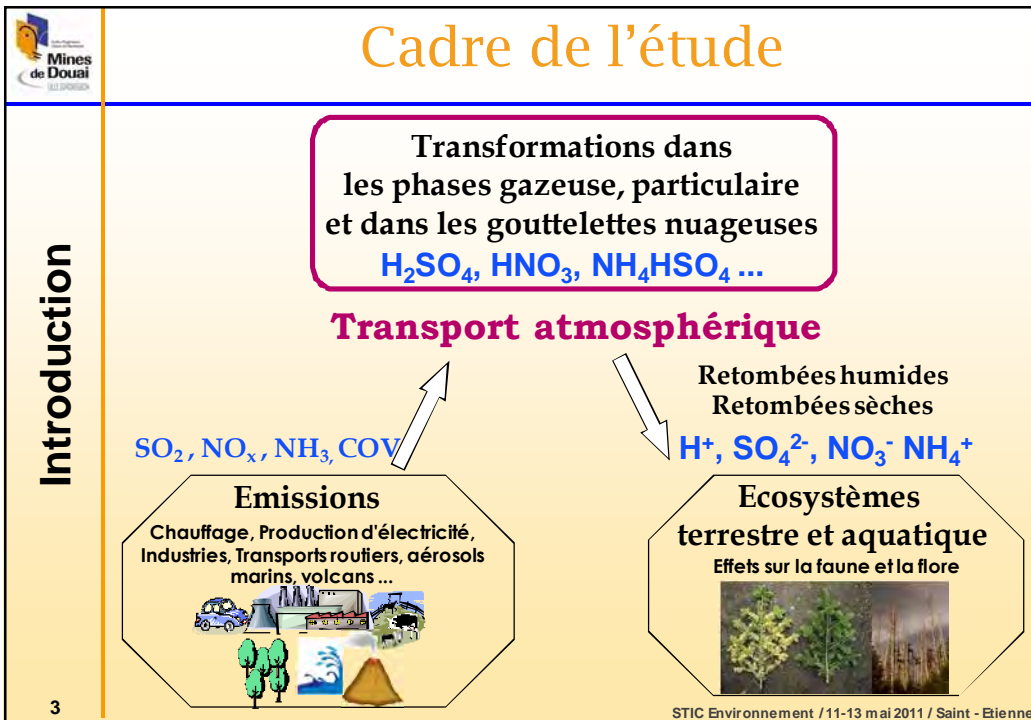 Mines
de Douai
Cadre de l'étude
Introduction
Transformations dans
les phases gazeuse, particulaire
et dans les gouttelettes nuageuses
H₂SO₄, HNO₃, NH₄HSO₄ ...
Transport atmosphérique
Retombées humides
Retombées sèches
SO₂, NOₓ, NH₃, COV
H⁺, SO₄²⁻, NO₃⁻ NH₄⁺
Emissions
Chauffage, Production d'électricité,
Industries, Transports routiers, aérosols
marins, volcans ...
Ecosystèmes
terrestre et aquatique
Effets sur la faune et la flore
3
STIC Environnement / 11-13 mai 2011 / Saint - Etienne